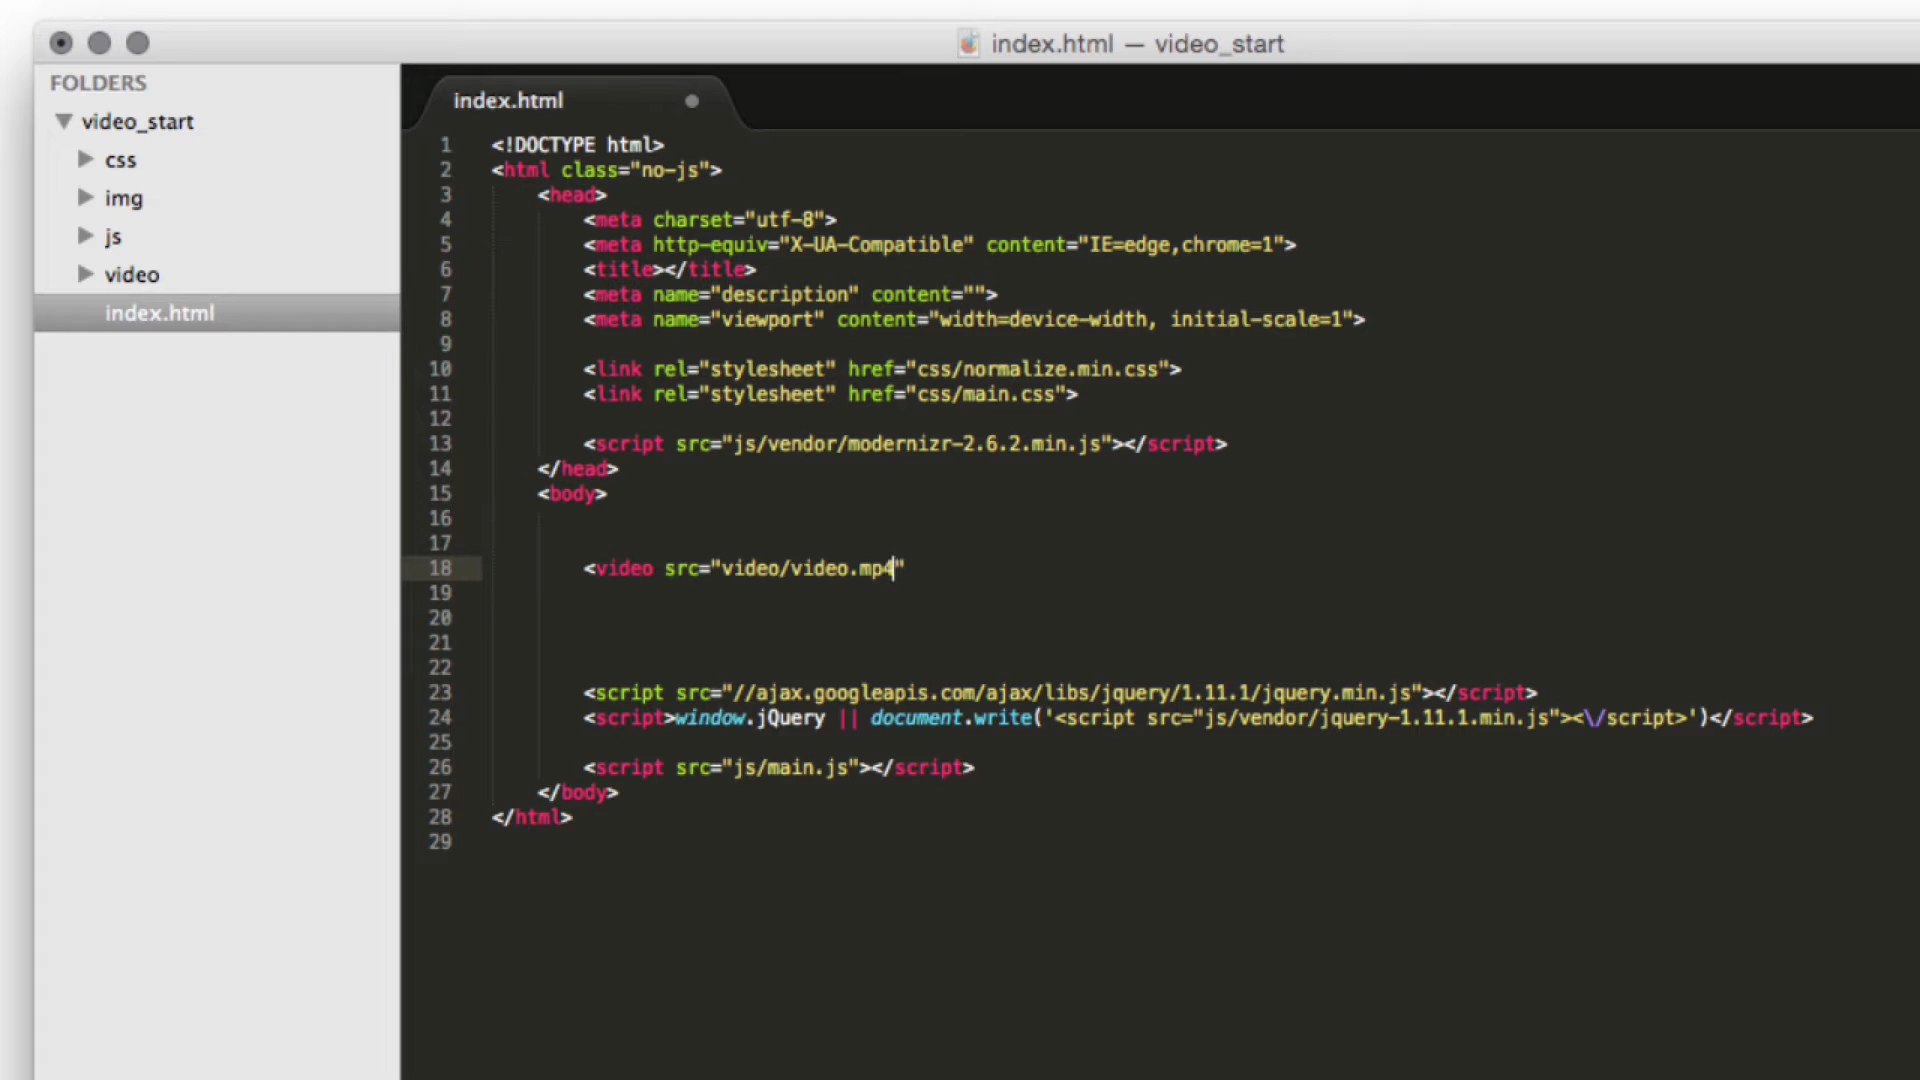 index.html — video_start
FOLDERS
video_start
css
img
js
video
index.html
index.html
1 <!DOCTYPE html>
2 <html class="no-js">
3 <head>
4 <meta charset="utf-8">
5 <meta http-equiv="X-UA-Compatible" content="IE=edge,chrome=1">
6 <title></title>
7 <meta name="description" content="">
8 <meta name="viewport" content="width=device-width, initial-scale=1">
9
10 <link rel="stylesheet" href="css/normalize.min.css">
11 <link rel="stylesheet" href="css/main.css">
12
13 <script src="js/vendor/modernizr-2.6.2.min.js"></script>
14 </head>
15 <body>
16
17
18 <video src="video/video.mp4"
19
20
21
22
23 <script src="//ajax.googleapis.com/ajax/libs/jquery/1.11.1/jquery.min.js"></script>
24 <script>window.jQuery || document.write('<script src="js/vendor/jquery-1.11.1.min.js"><\/script>')</script>
25
26 <script src="js/main.js"></script>
27 </body>
28 </html>
29